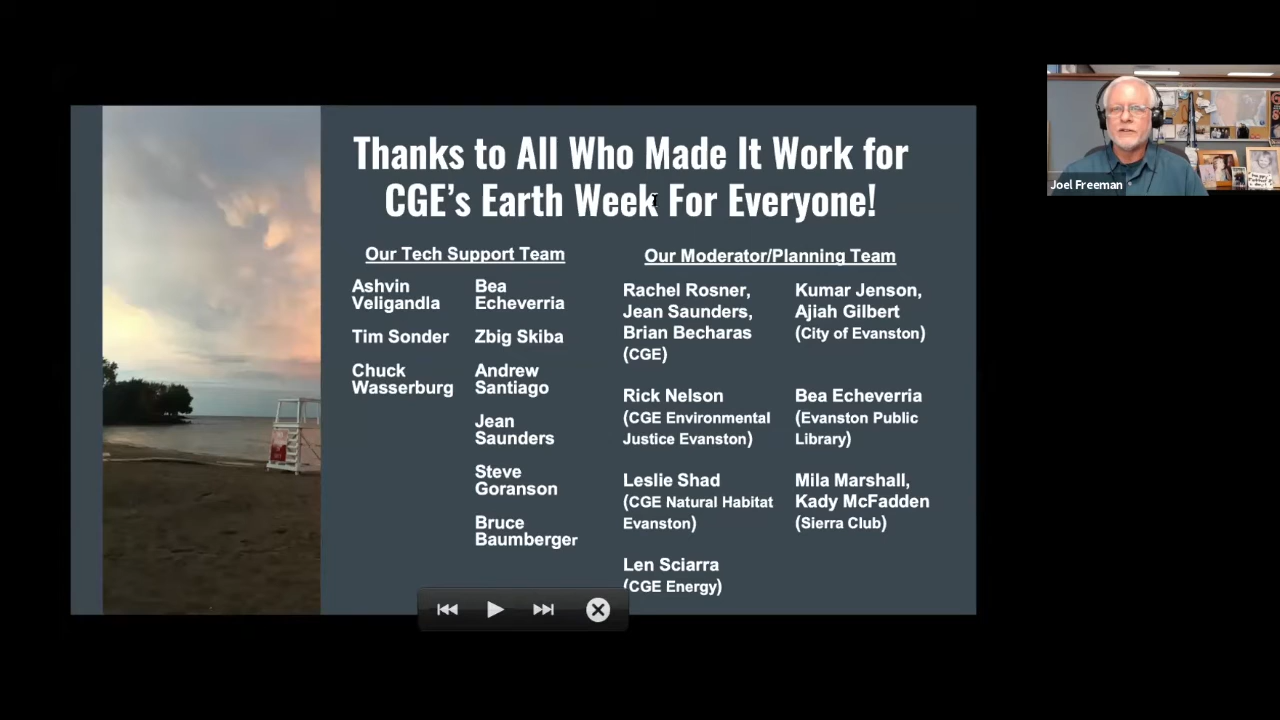 Thanks to All Who Made It Work for
CGE’s Earth Week For Everyone!
Our Tech Support Team
Ashvin
Veligandla
Tim Sonder
Chuck
Wasserburg
Bea
Echeverria
Zbig Skiba
Andrew
Santiago
Jean
Saunders
Steve
Goranson
Bruce
Baumberger
Our Moderator/Planning Team
Rachel Rosner,
Jean Saunders,
Brian Becharas
(CGE)
Rick Nelson
(CGE Environmental
Justice Evanston)
Leslie Shad
(CGE Natural Habitat
Evanston)
Len Sciarra
(CGE Energy)
Kumar Jenson,
Ajiah Gilbert
(City of Evanston)
Bea Echeverria
(Evanston Public
Library)
Mila Marshall,
Kady McFadden
(Sierra Club)
Joel Freeman